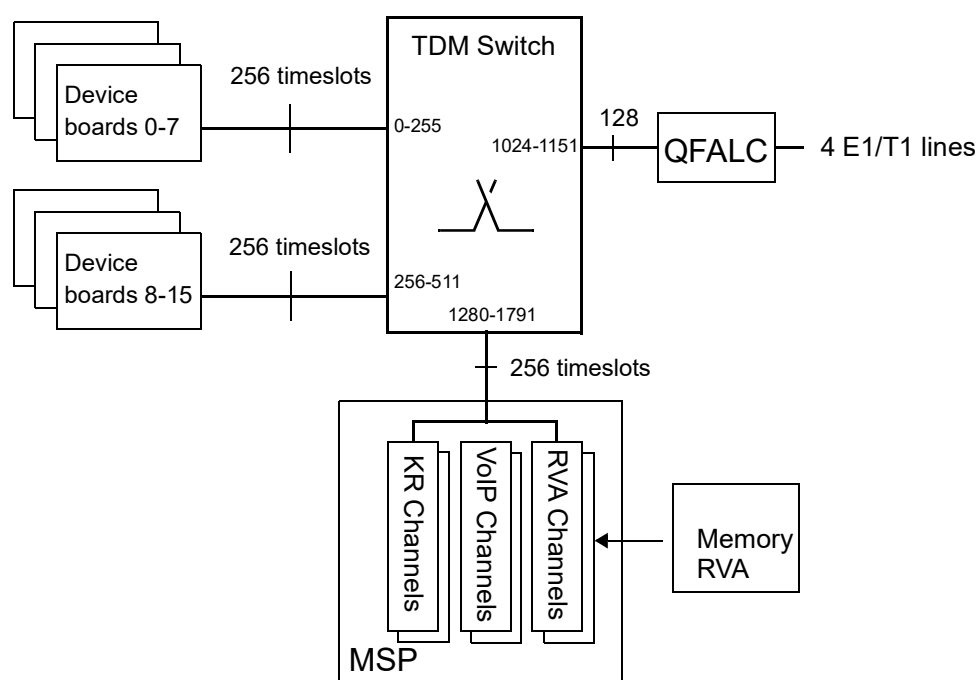 TDM Switch
256 timeslots
Device
boards 0-7
0-255
128
1024-1151
QFALC
4 E1/T1 lines
256 timeslots
Device
boards 8-15
256-511
1280-1791
256 timeslots
KR Channels
VoIP Channels
RVA Channels
Memory
RVA
MSP